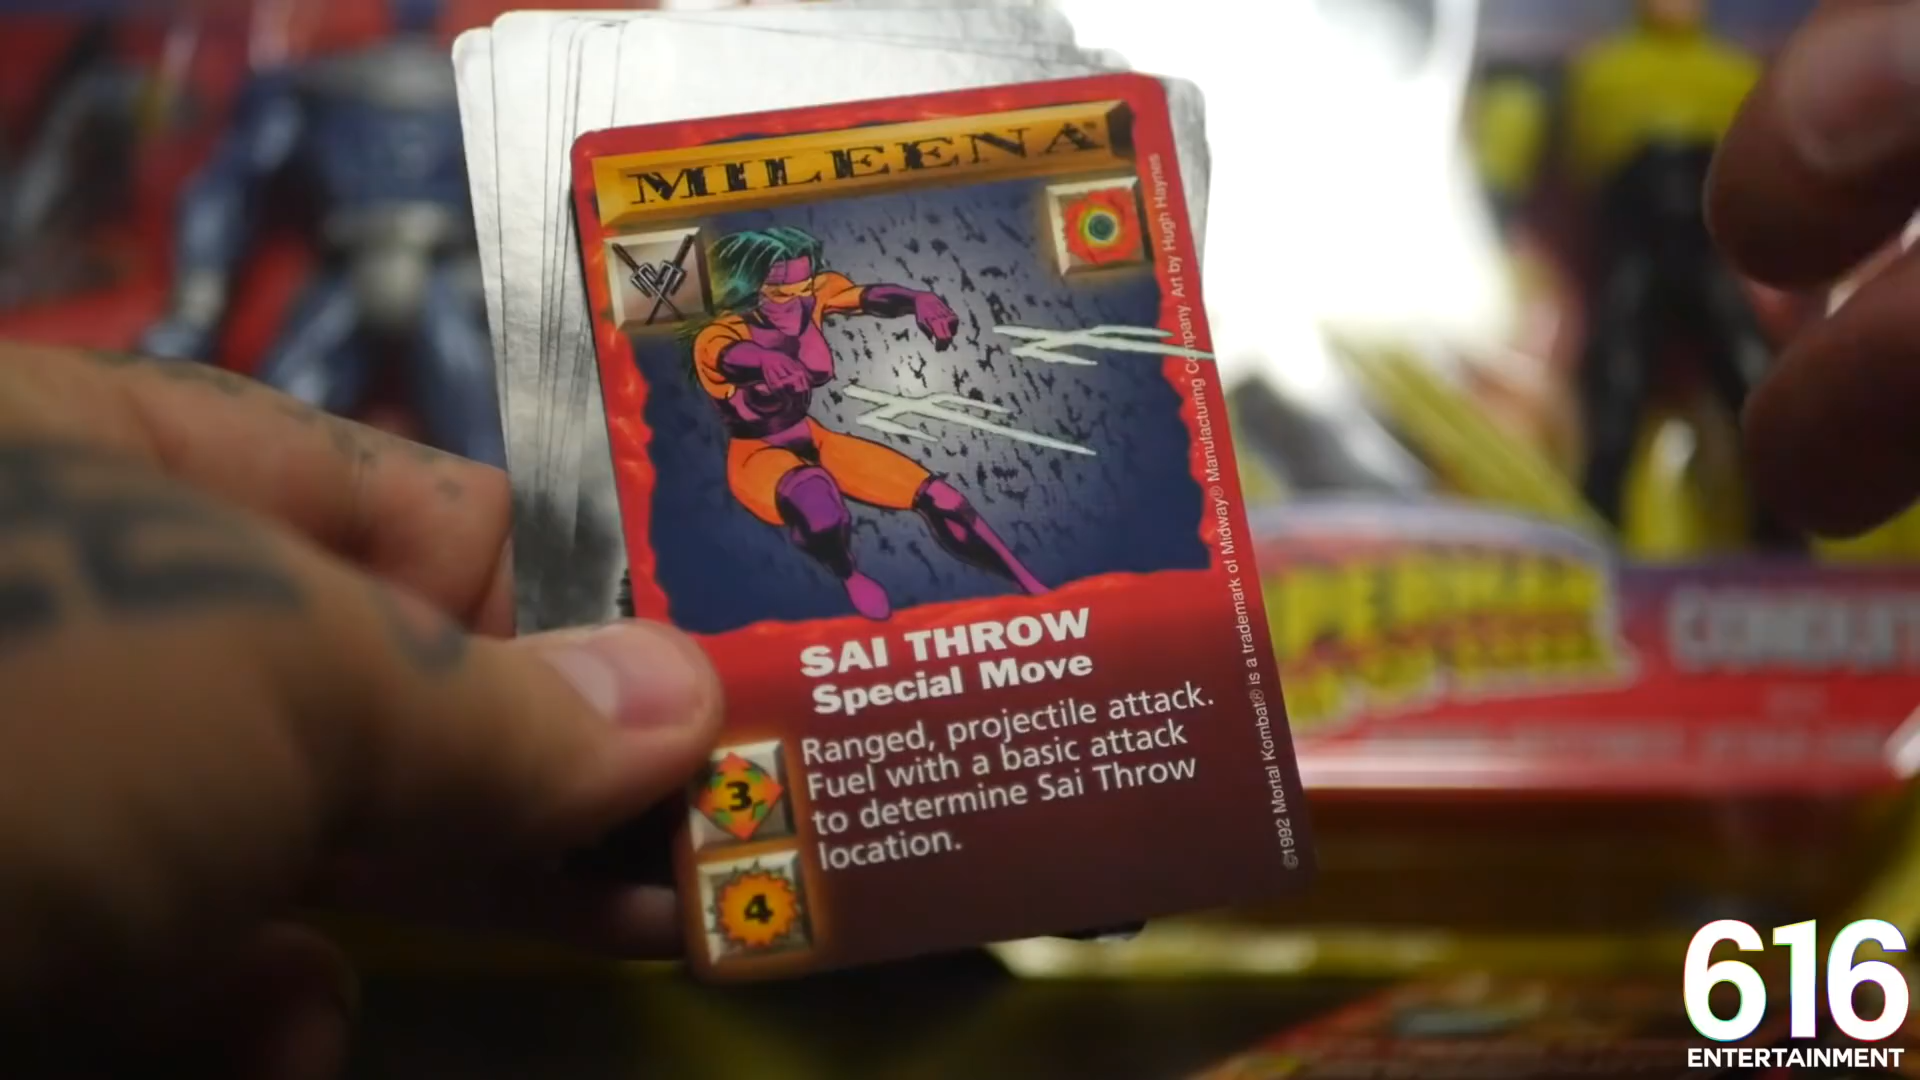 MILEENA
SAI THROW
Special Move
Ranged, projectile attack.
Fuel with a basic attack
to determine Sai Throw
location.
3
4
©1992 Mortal Kombat® is a trademark of Midway® Manufacturing Company. Art by Hugh Haynes
616
ENTERTAINMENT